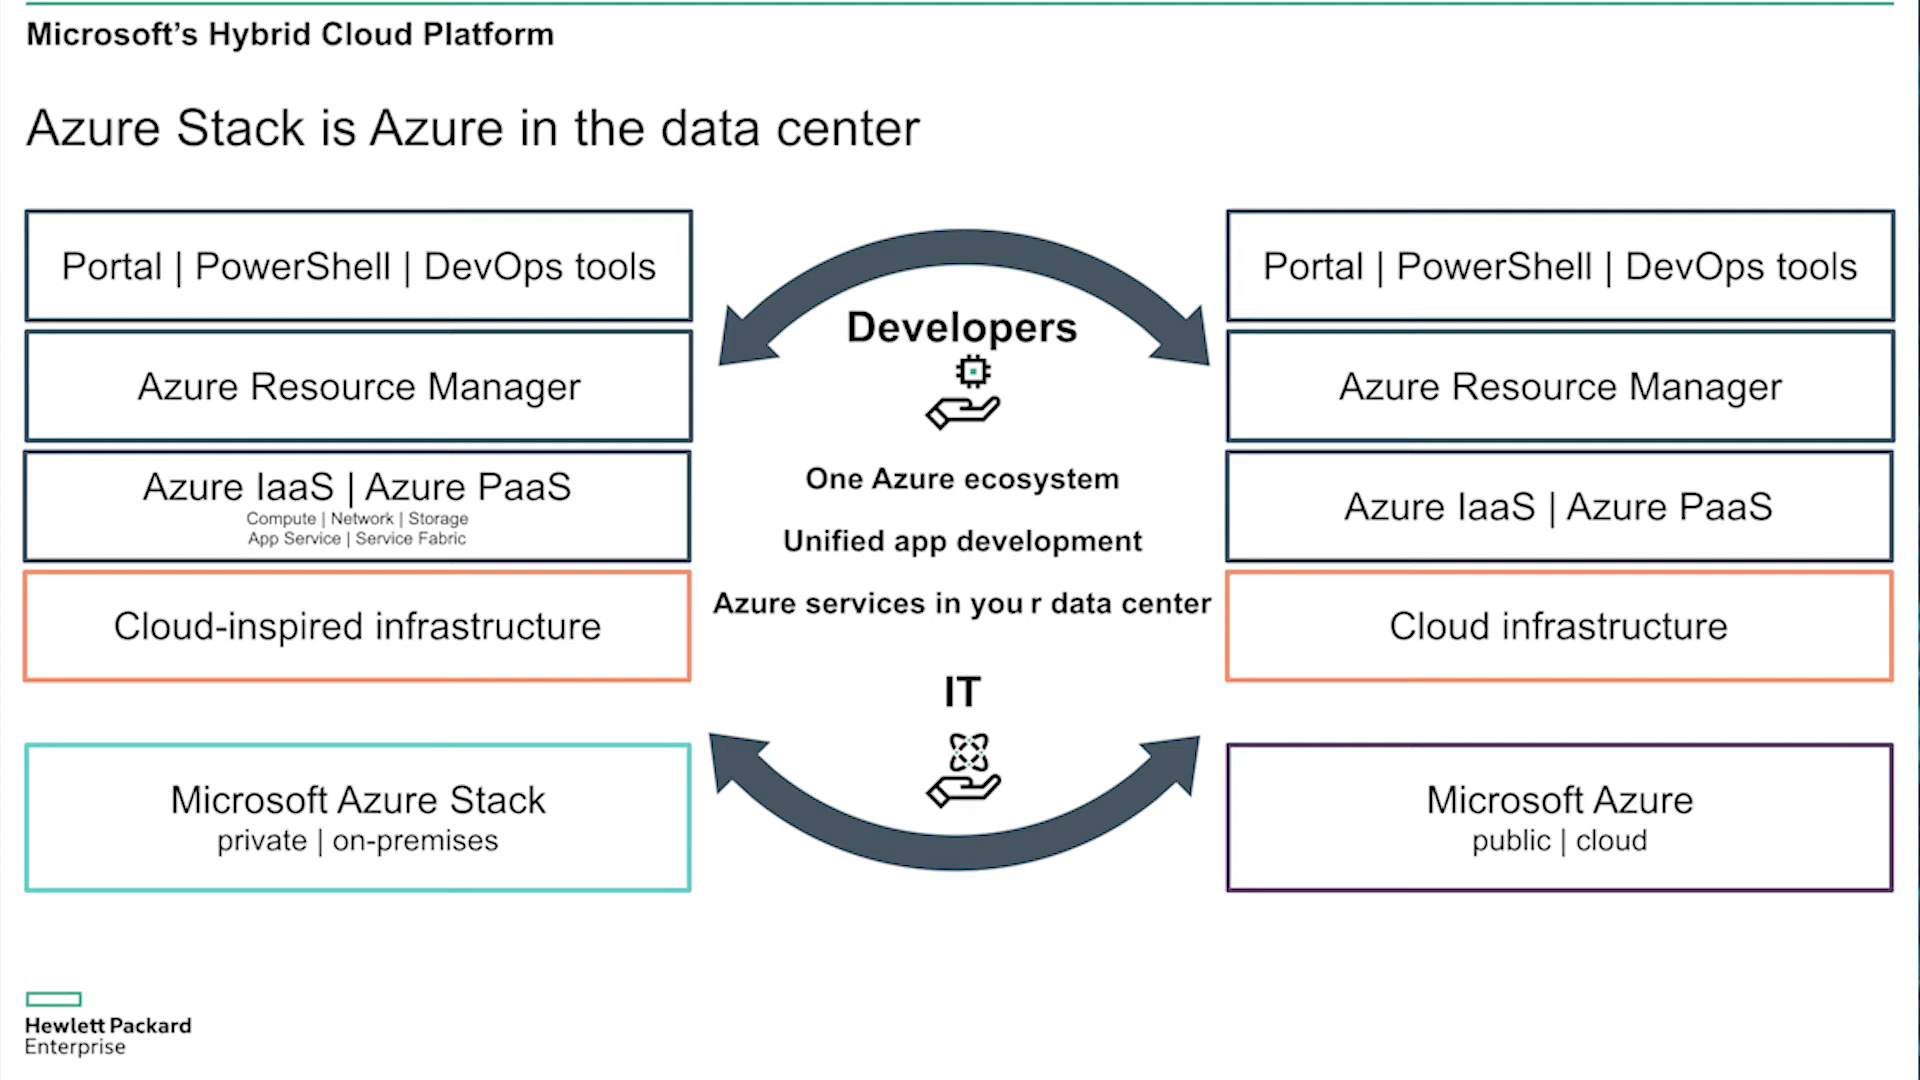 Microsoft’s Hybrid Cloud Platform
Azure Stack is Azure in the data center
Portal | PowerShell | DevOps tools
Azure Resource Manager
Azure IaaS | Azure PaaS
Compute | Network | Storage
App Service | Service Fabric
Cloud-inspired infrastructure
Microsoft Azure Stack
private | on-premises
Developers
One Azure ecosystem
Unified app development
Azure services in you r data center
IT
Portal | PowerShell | DevOps tools
Azure Resource Manager
Azure IaaS | Azure PaaS
Cloud infrastructure
Microsoft Azure
public | cloud
Hewlett Packard
Enterprise